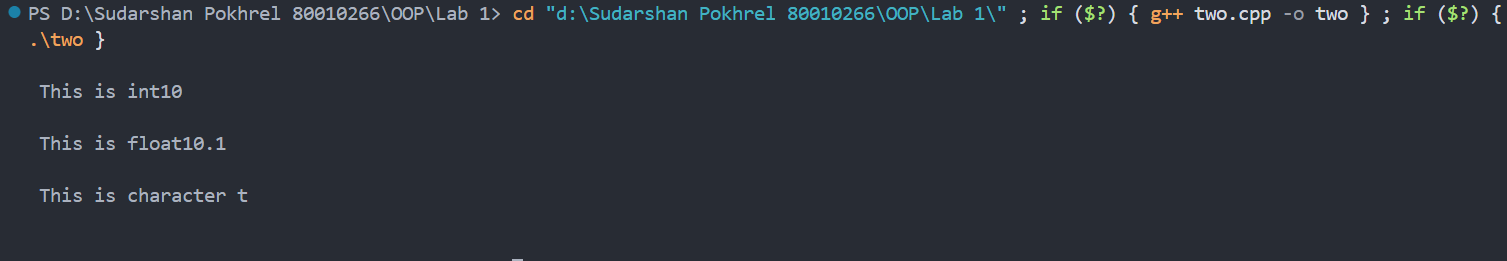 PS D:\Sudarshan Pokhrel 80010266\OOP\Lab 1> cd "d:\Sudarshan Pokhrel 80010266\OOP\Lab 1\" ; if ($?) { g++ two.cpp -o two } ; if ($?) {
.\two }
This is int10
This is float10.1
This is character t